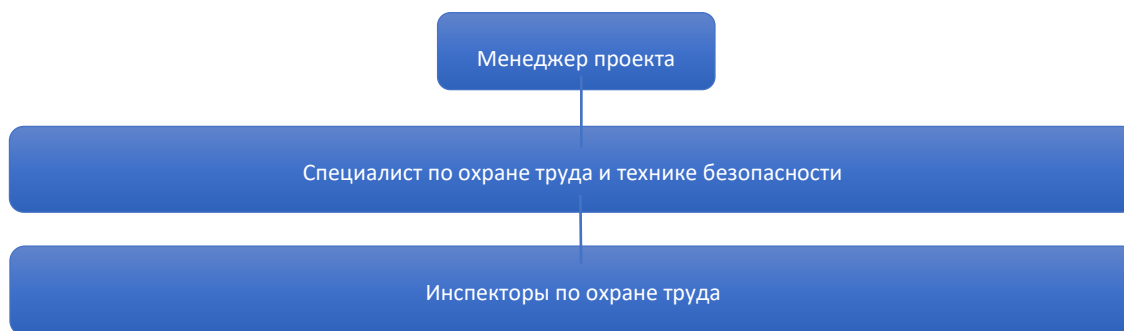 Менеджер проекта
Специалист по охране труда и технике безопасности
Инспекторы по охране труда